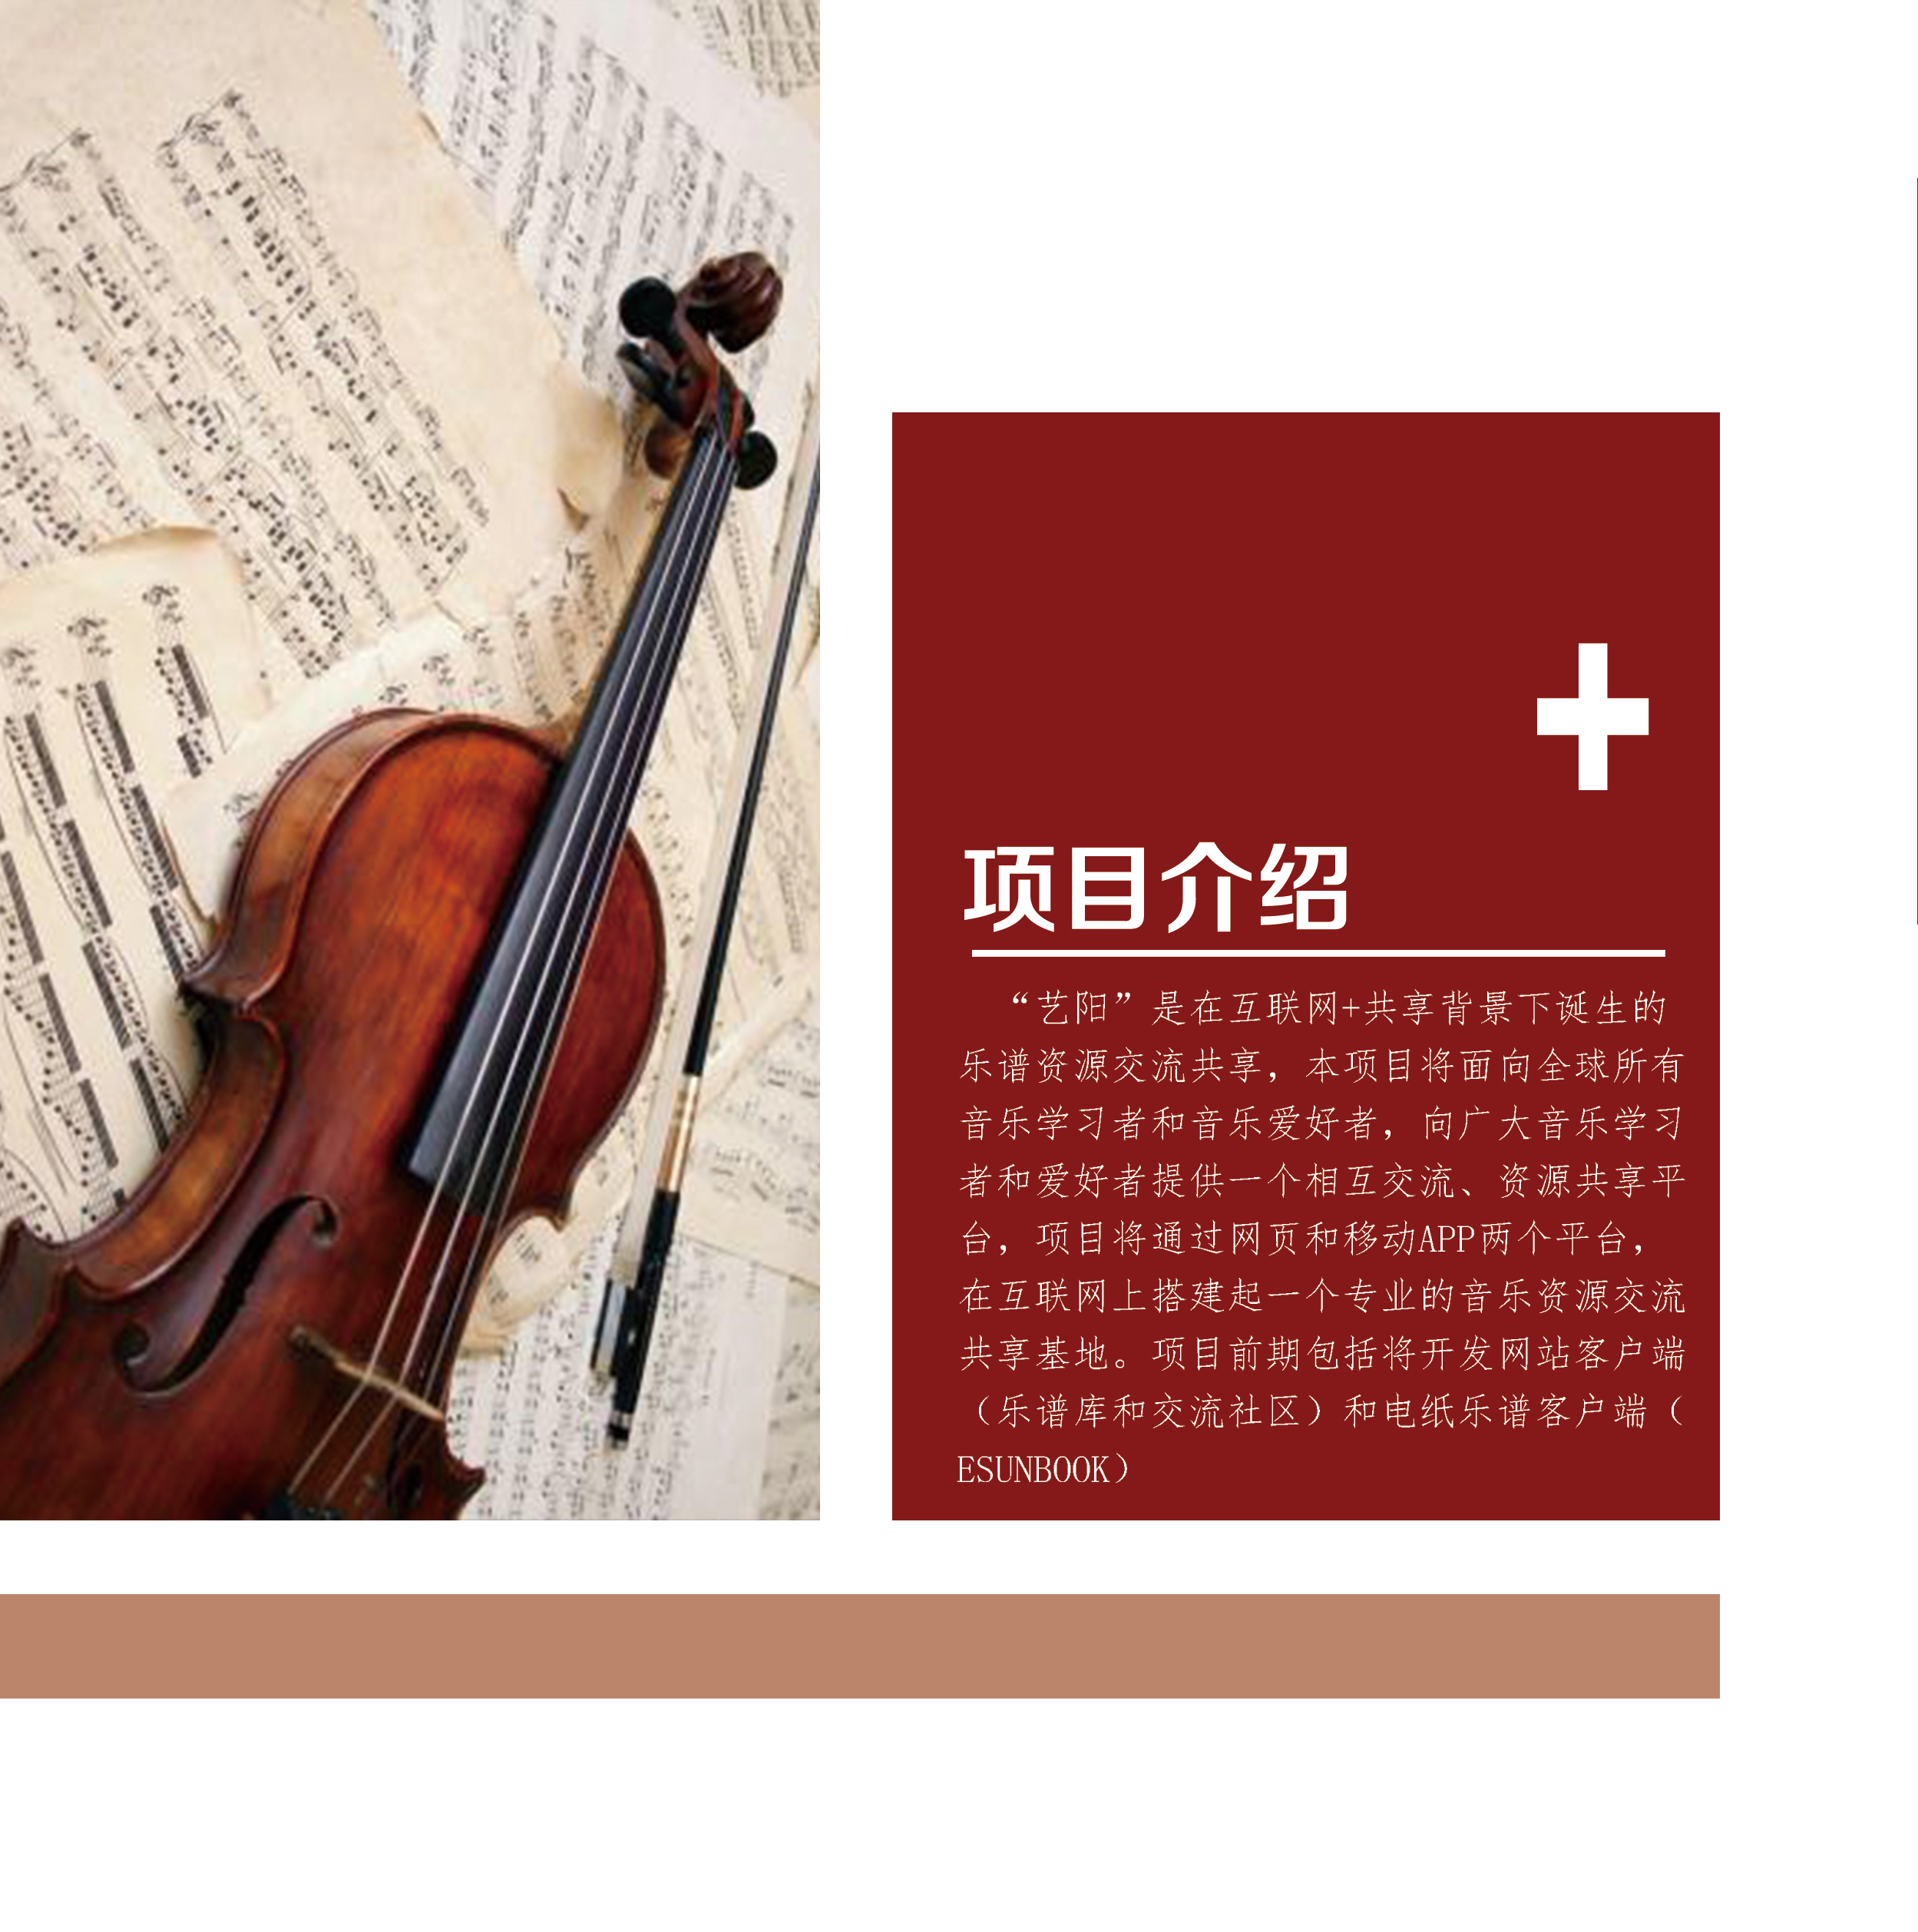 项目介绍
“艺阳”是在互联网+共享背景下诞生的
乐谱资源交流共享，本项目将面向全球所有
音乐学习者和音乐爱好者，向广大音乐学习
者和爱好者提供一个相互交流、资源共享平
台，项目将通过网页和移动APP两个平台，
在互联网上搭建起一个专业的音乐资源交流
共享基地。项目前期包括将开发网站客户端
（乐谱库和交流社区）和电纸乐谱客户端（
ESUNBOOK）